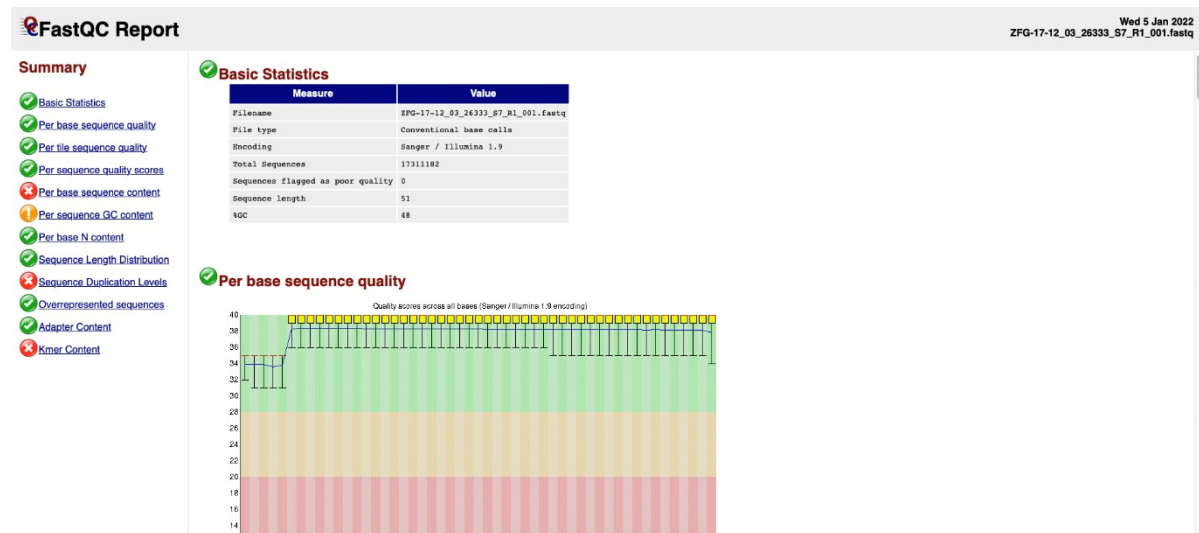 FastQC Report
Wed 5 Jan 2022
ZFG-17-12_03_26333_S7_R1_001.fastq
Summary
Basic Statistics
Per base sequence quality
Per tile sequence quality
Per sequence quality scores
Per base sequence content
Per sequence GC content
Per base N content
Sequence Length Distribution
Sequence Duplication Levels
Overrepresented sequences
Adapter Content
Kmer Content
Basic Statistics
Measure Value
Filename ZFG-17-12_03_26333_S7_R1_001.fastq
File type Conventional base calls
Encoding Sanger / Illumina 1.9
Total Sequences 17311182
Sequences flagged as poor quality 0
Sequence length 51
%GC 48
Per base sequence quality
Quality scores across all bases (Sanger / Illumina 1.9 encoding)
40
38
36
34
32
30
28
26
24
22
20
18
16
14